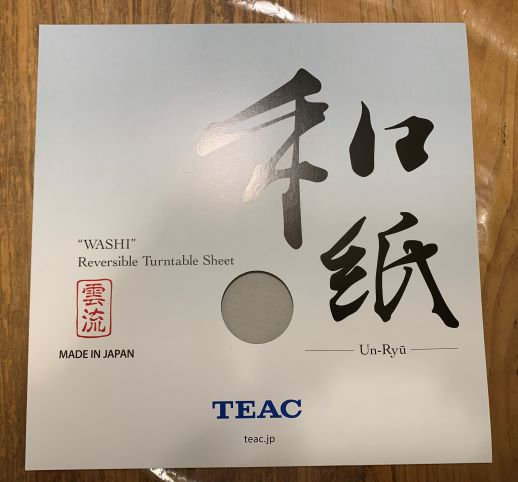 和
紙
"WASHI"
Reversible Turntable Sheet
雲流
MADE IN JAPAN
Un-Ryū
TEAC
teac.jp